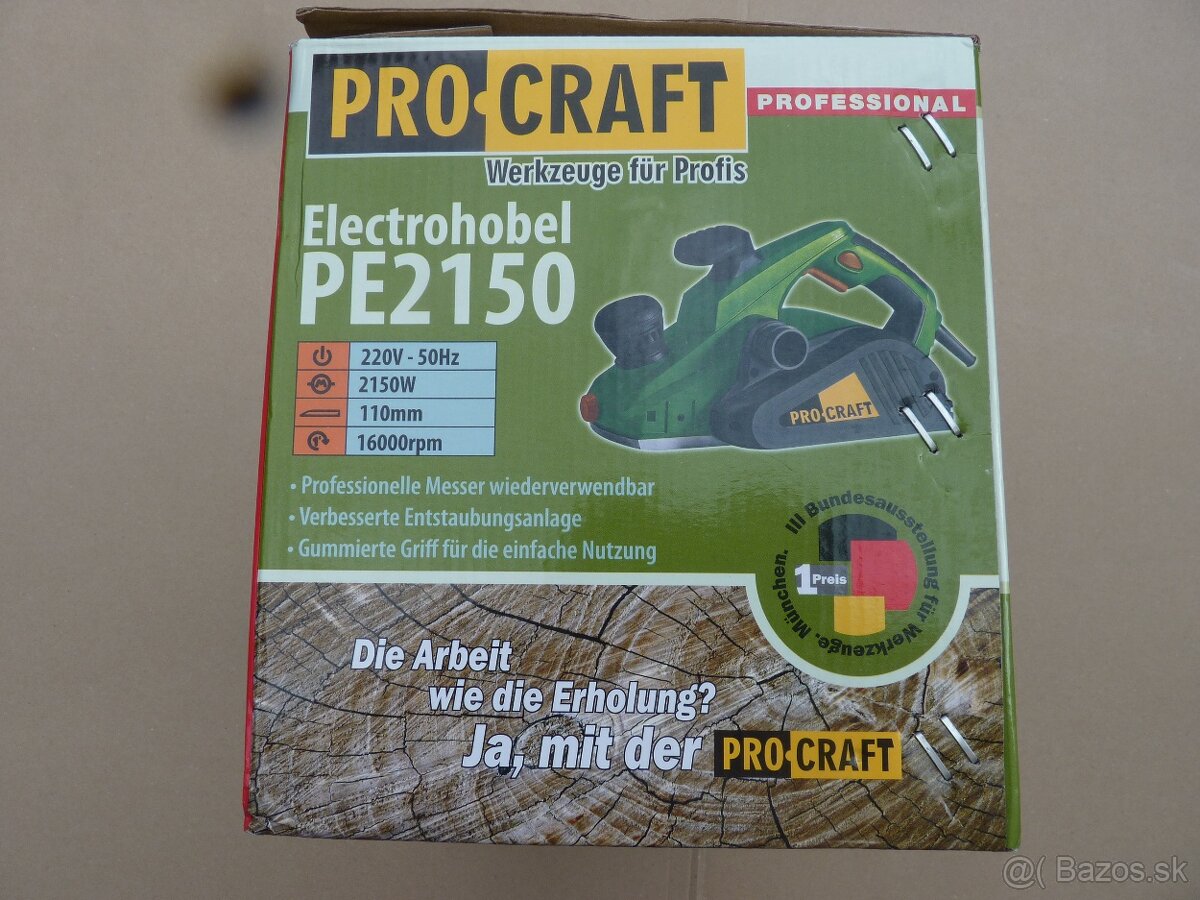 PRO·CRAFT
PROFESSIONAL
Werkzeuge für Profis
Electrohobel
PE2150
220V - 50Hz
2150W
110mm
16000rpm
PRO·CRAFT
• Professionelle Messer wiederverwendbar
• Verbesserte Entstaubungsanlage
• Gummierte Griff für die einfache Nutzung
III Bundesausstellung für Werkzeuge. München.
1 Preis
Die Arbeit
wie die Erholung?
Ja, mit der PRO·CRAFT
@( Bazos.sk